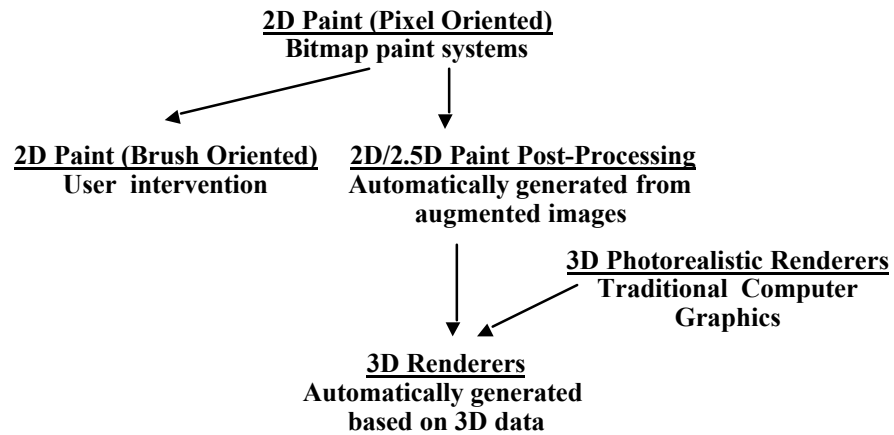 2D Paint (Pixel Oriented)
Bitmap paint systems
2D Paint (Brush Oriented)
User intervention
2D/2.5D Paint Post-Processing
Automatically generated from
augmented images
3D Photorealistic Renderers
Traditional Computer
Graphics
3D Renderers
Automatically generated
based on 3D data